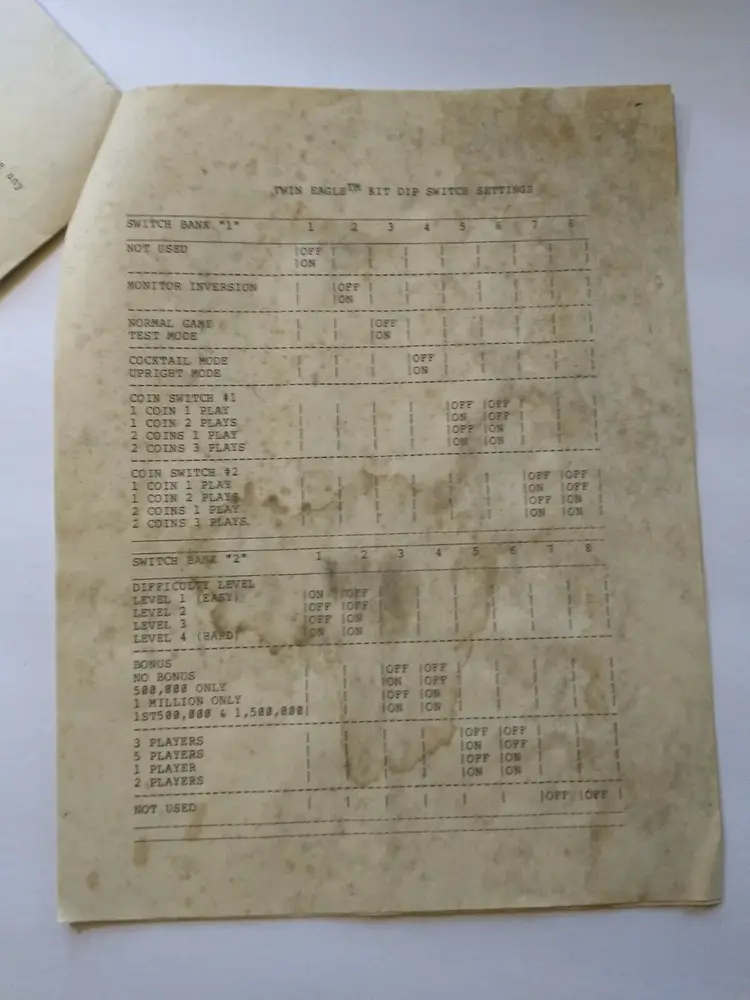 any
TWIN EAGLE™ KIT DIP SWITCH SETTINGS
SWITCH BANK "1" 1 2 3 4 5 6 7 8
NOT USED |OFF | | | | | | |
|ON | | | | | | |
MONITOR INVERSION | |OFF | | | | | |
| |ON | | | | | |
NORMAL GAME | | |OFF | | | | |
TEST MODE | | |ON | | | | |
COCKTAIL MODE | | | |OFF | | | |
UPRIGHT MODE | | | |ON | | | |
COIN SWITCH #1
1 COIN 1 PLAY | | | | |OFF |OFF | |
1 COIN 2 PLAYS | | | | |ON |OFF | |
2 COINS 1 PLAY | | | | |OFF |ON | |
2 COINS 3 PLAYS | | | | |ON |ON | |
COIN SWITCH #2
1 COIN 1 PLAY | | | | | | |OFF |OFF |
1 COIN 2 PLAYS | | | | | | |ON |OFF |
2 COINS 1 PLAY | | | | | | |OFF |ON |
2 COINS 3 PLAYS. | | | | | | |ON |ON |
SWITCH BANK "2" 1 2 3 4 5 6 7 8
DIFFICULTY LEVEL
LEVEL 1 (EASY) |ON |OFF | | | | | |
LEVEL 2 |OFF |OFF | | | | | |
LEVEL 3 |OFF |ON | | | | | |
LEVEL 4 (HARD) |ON |ON | | | | | |
BONUS
NO BONUS | | |OFF |OFF | | | |
500,000 ONLY | | |ON |OFF | | | |
1 MILLION ONLY | | |OFF |ON | | | |
1ST500,000 & 1,500,000| | |ON |ON | | | |
3 PLAYERS | | | | |OFF |OFF | |
5 PLAYERS | | | | |ON |OFF | |
1 PLAYER | | | | |OFF |ON | |
2 PLAYERS | | | | |ON |ON | |
NOT USED | | | | | | |OFF |OFF |